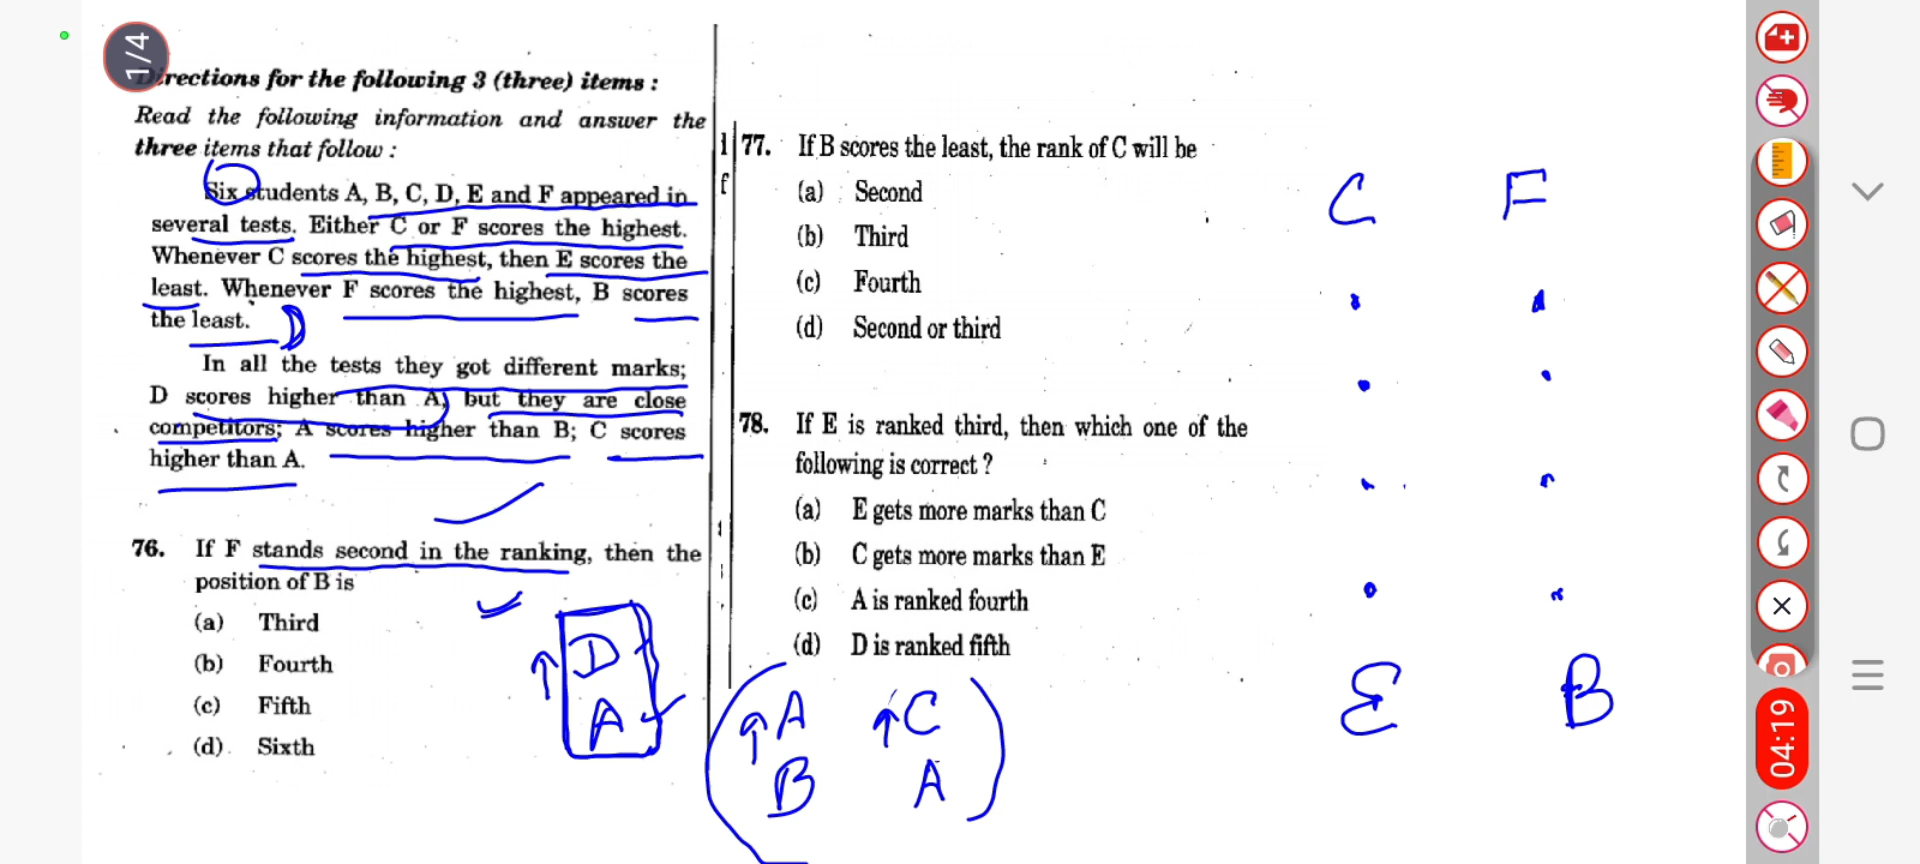 1/4
Directions for the following 3 (three) items :
Read the following information and answer the
three items that follow :
Six students A, B, C, D, E and F appeared in
several tests. Either C or F scores the highest.
Whenever C scores the highest, then E scores the
least. Whenever F scores the highest, B scores
the least.
D
In all the tests they got different marks;
D scores higher than A, but they are close
competitors; A scores higher than B; C scores
higher than A.
76. If F stands second in the ranking, then the
position of B is
(a) Third
(b) Fourth
(c) Fifth
(d) Sixth
D
A
l
f
77. If B scores the least, the rank of C will be
(a) Second
(b) Third
(c) Fourth
(d) Second or third
78. If E is ranked third, then which one of the
following is correct ?
(a) E gets more marks than C
(b) C gets more marks than E
(c) A is ranked fourth
(d) D is ranked fifth
A C
B A
C F
E B
04:19